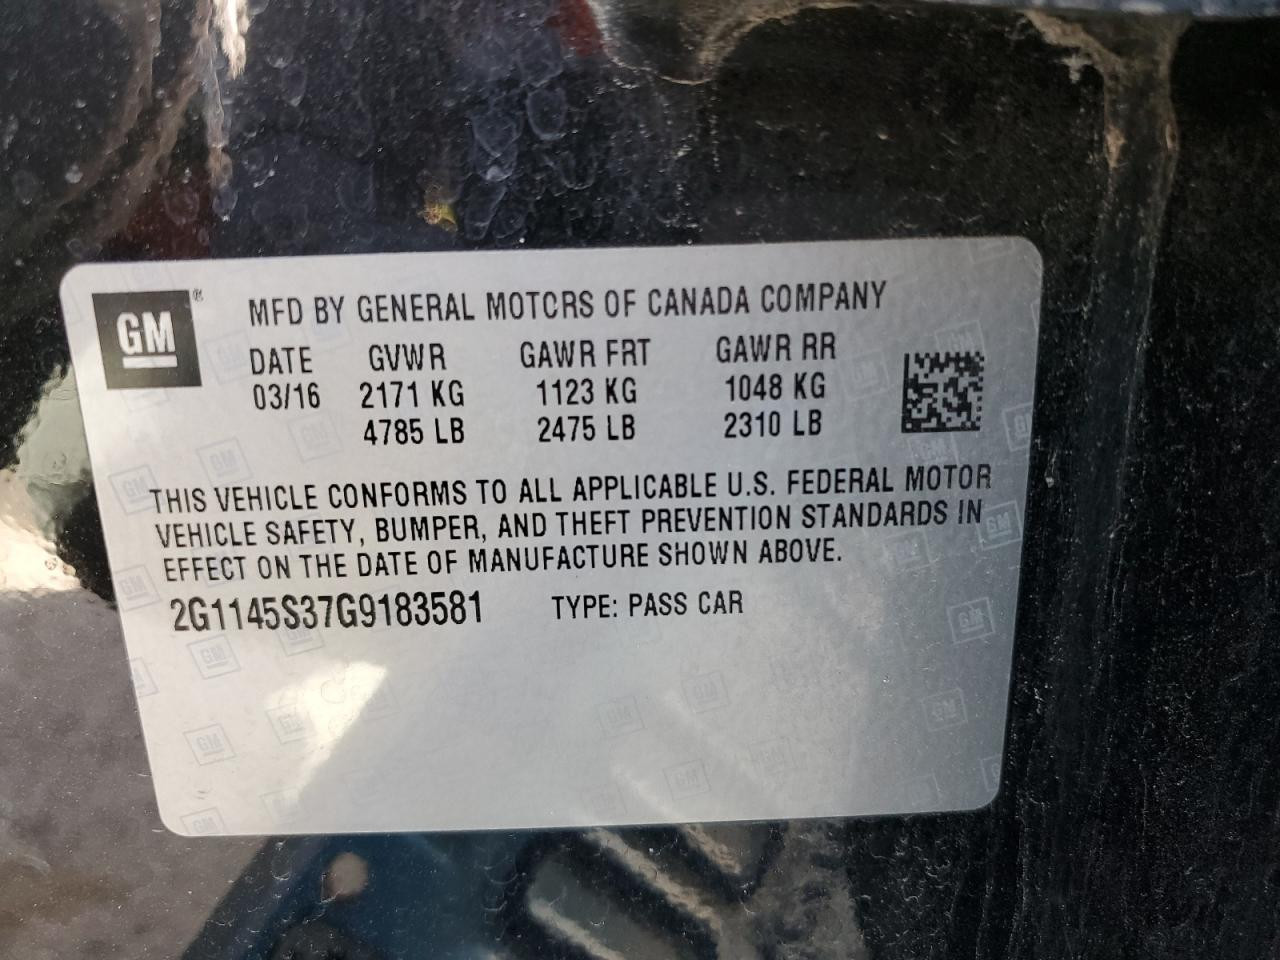 GM®
MFD BY GENERAL MOTORS OF CANADA COMPANY
DATE GVWR GAWR FRT GAWR RR
03/16 2171 KG 1123 KG 1048 KG
4785 LB 2475 LB 2310 LB
THIS VEHICLE CONFORMS TO ALL APPLICABLE U.S. FEDERAL MOTOR
VEHICLE SAFETY, BUMPER, AND THEFT PREVENTION STANDARDS IN
EFFECT ON THE DATE OF MANUFACTURE SHOWN ABOVE.
2G1145S37G9183581 TYPE: PASS CAR